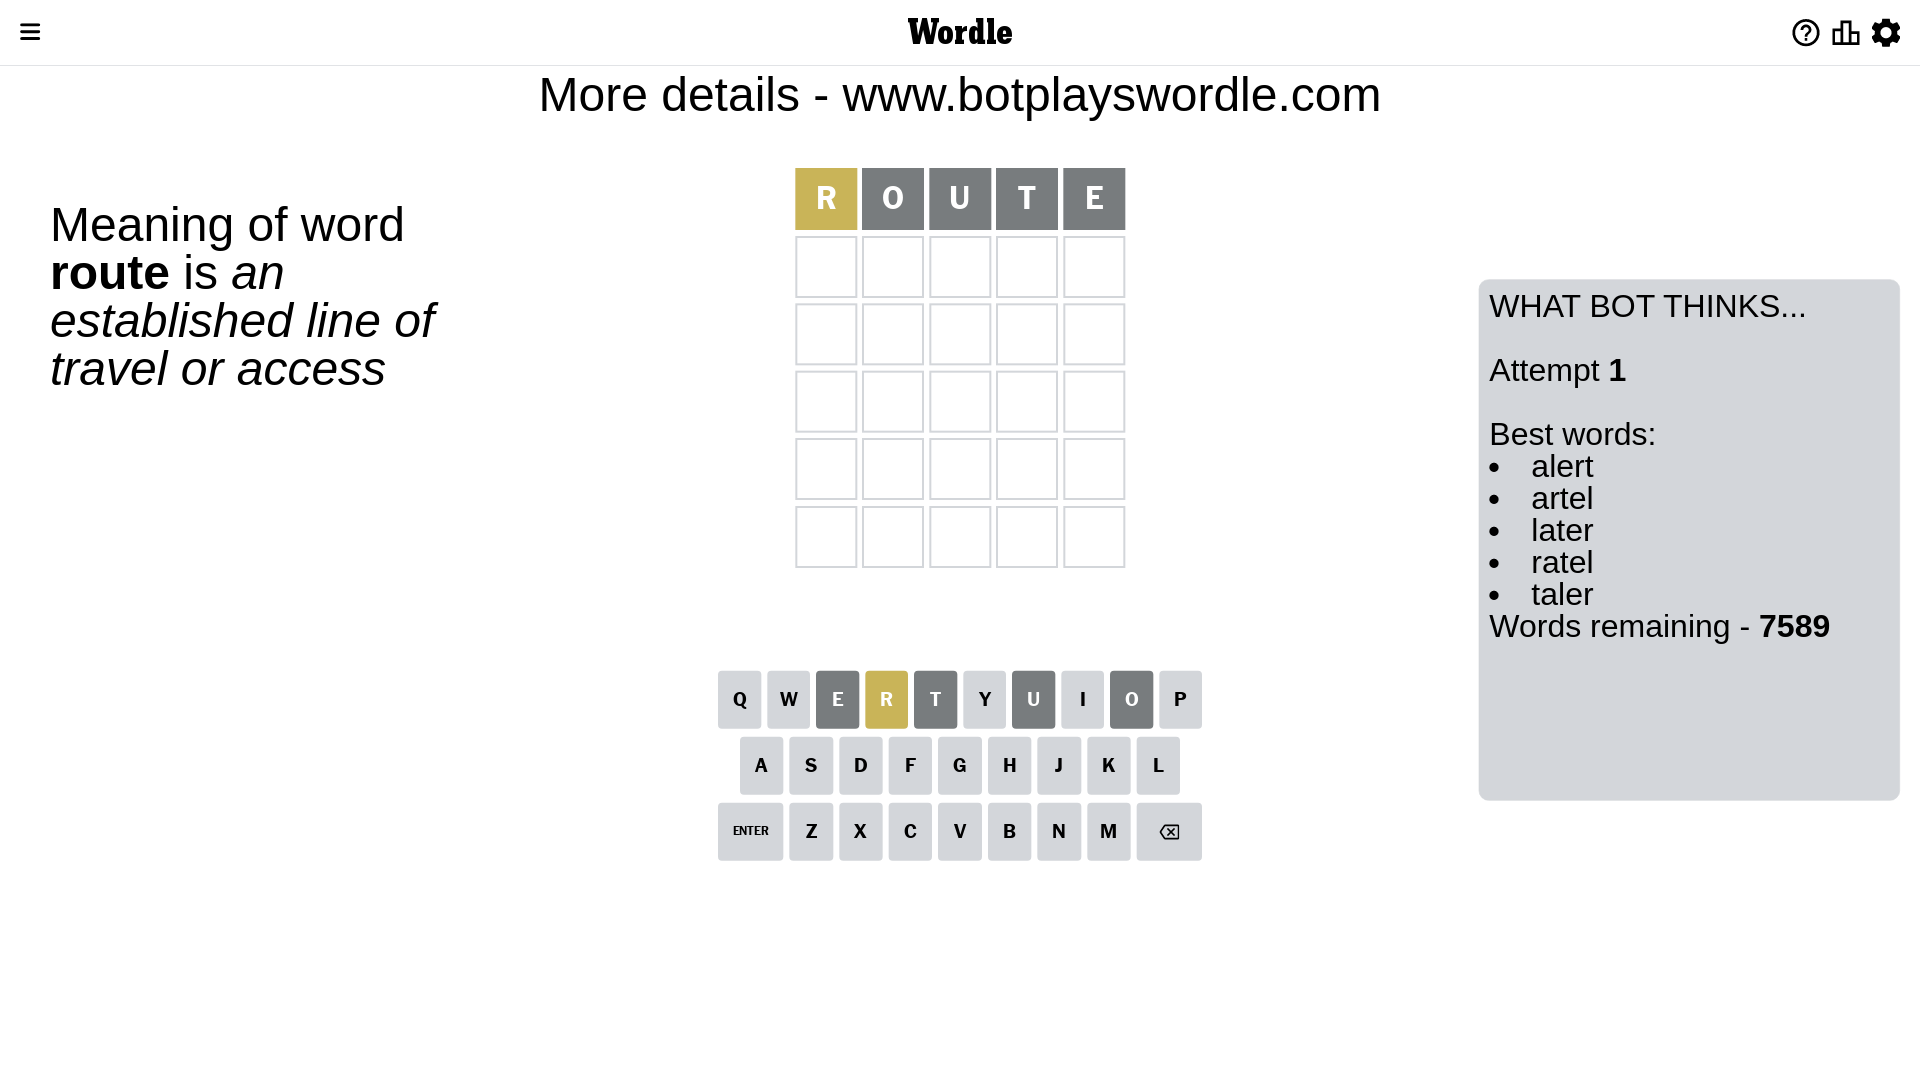 Wordle
More details - www.botplayswordle.com
Meaning of word
route is an
established line of
travel or access
R O U T E
WHAT BOT THINKS...
Attempt 1
Best words:
• alert
• artel
• later
• ratel
• taler
Words remaining - 7589
Q W E R T Y U I O P
A S D F G H J K L
ENTER Z X C V B N M